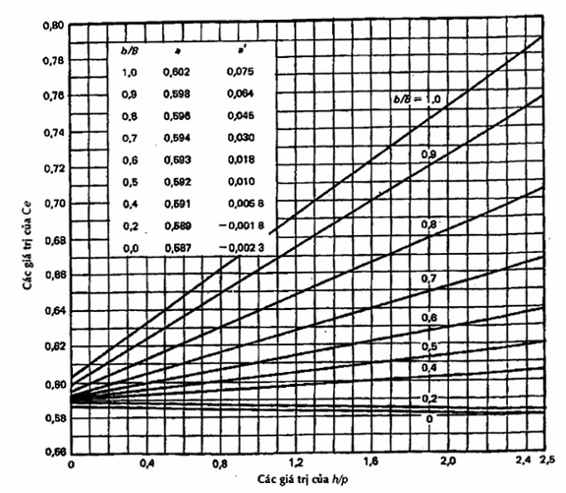 0,80
0,78
0,76
0,74
0,72
0,70
0,68
0,66
0,64
0,62
0,60
0,58
0,56
Các giá trị của Ce
b/B a a'
1,0 0,602 0,075
0,9 0,598 0,064
0,8 0,596 0,045
0,7 0,594 0,030
0,6 0,593 0,018
0,5 0,592 0,010
0,4 0,591 0,005 8
0,2 0,589 −0,001 8
0,0 0,587 −0,002 3
b/B = 1,0
0,9
0,8
0,7
0,6
0,5
0,4
0,2
0
0 0,4 0,8 1,2 1,6 2,0 2,4 2,5
Các giá trị của h/p